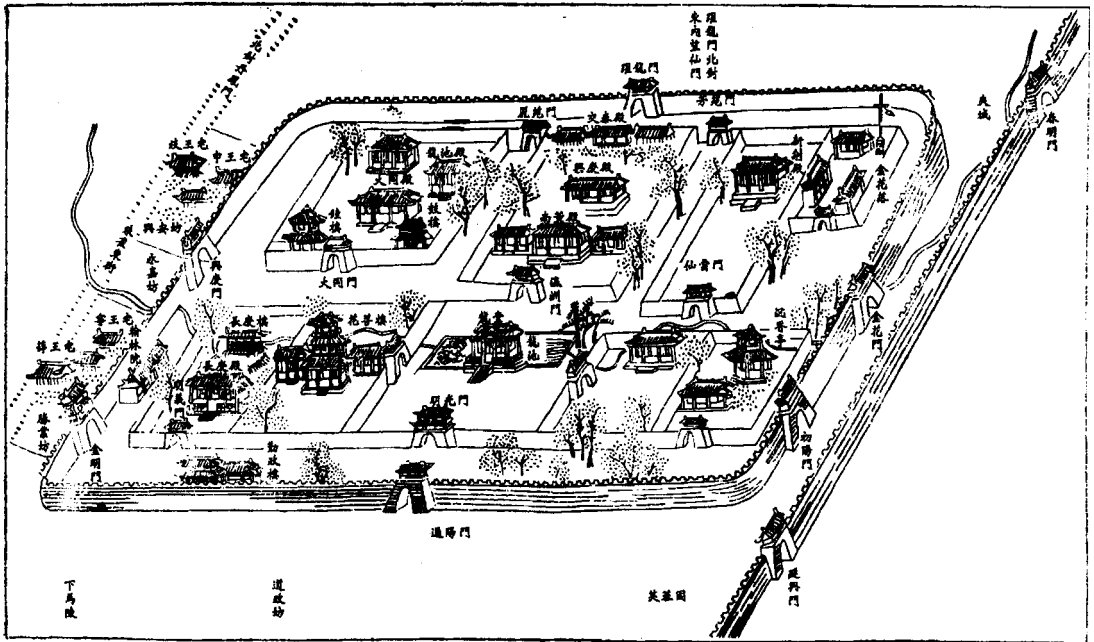 躍龍門北對
東內望仙門
躍龍門
芳苑門
麗苑門
交泰殿
夾城
春明門
岐王宅
申王宅
龍池殿
大同殿
興慶殿
新射殿
金花落
鐘樓
鼓樓
南薰殿
興安坊
興慶門
永嘉坊
大同門
瀛洲門
仙雲門
寧王宅
薛王宅
翰林院
長慶樓
花萼樓
龍堂
龍池
沉香亭
金花門
長慶殿
明義門
明光門
勤政樓
初陽門
勝業坊
金明門
通陽門
延興門
下馬陵
道政坊
芙蓉園